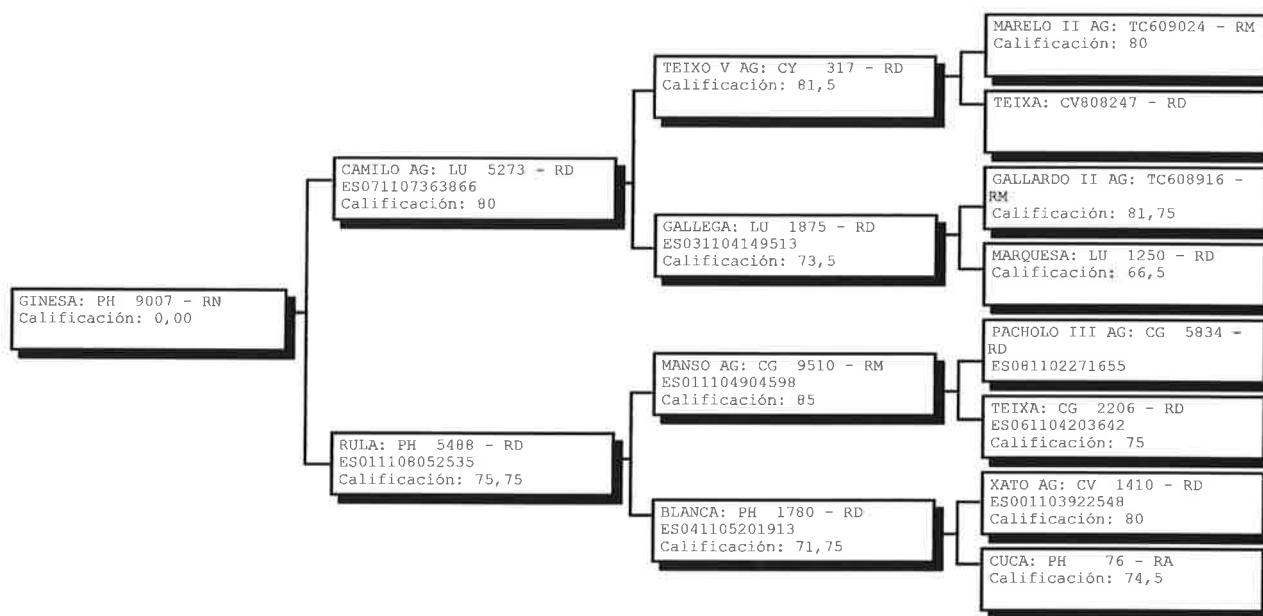 MARELO II AG: TC609024 - RM
Calificación: 80
TEIXO V AG: CY 317 - RD
Calificación: 81,5
TEIXA: CV808247 - RD
CAMILO AG: LU 5273 - RD
ES071107363866
Calificación: 80
GALLARDO II AG: TC608916 -
RM
Calificación: 81,75
GALLEGA: LU 1875 - RD
ES031104149513
Calificación: 73,5
MARQUESA: LU 1250 - RD
Calificación: 66,5
GINESA: PH 9007 - RN
Calificación: 0,00
PACHOLO III AG: CG 5834 -
RD
ES081102271655
MANSO AG: CG 9510 - RM
ES011104904598
Calificación: 85
TEIXA: CG 2206 - RD
ES061104203642
Calificación: 75
RULA: PH 5488 - RD
ES011108052535
Calificación: 75,75
XATO AG: CV 1410 - RD
ES001103922548
Calificación: 80
BLANCA: PH 1780 - RD
ES041105201913
Calificación: 71,75
CUCA: PH 76 - RA
Calificación: 74,5